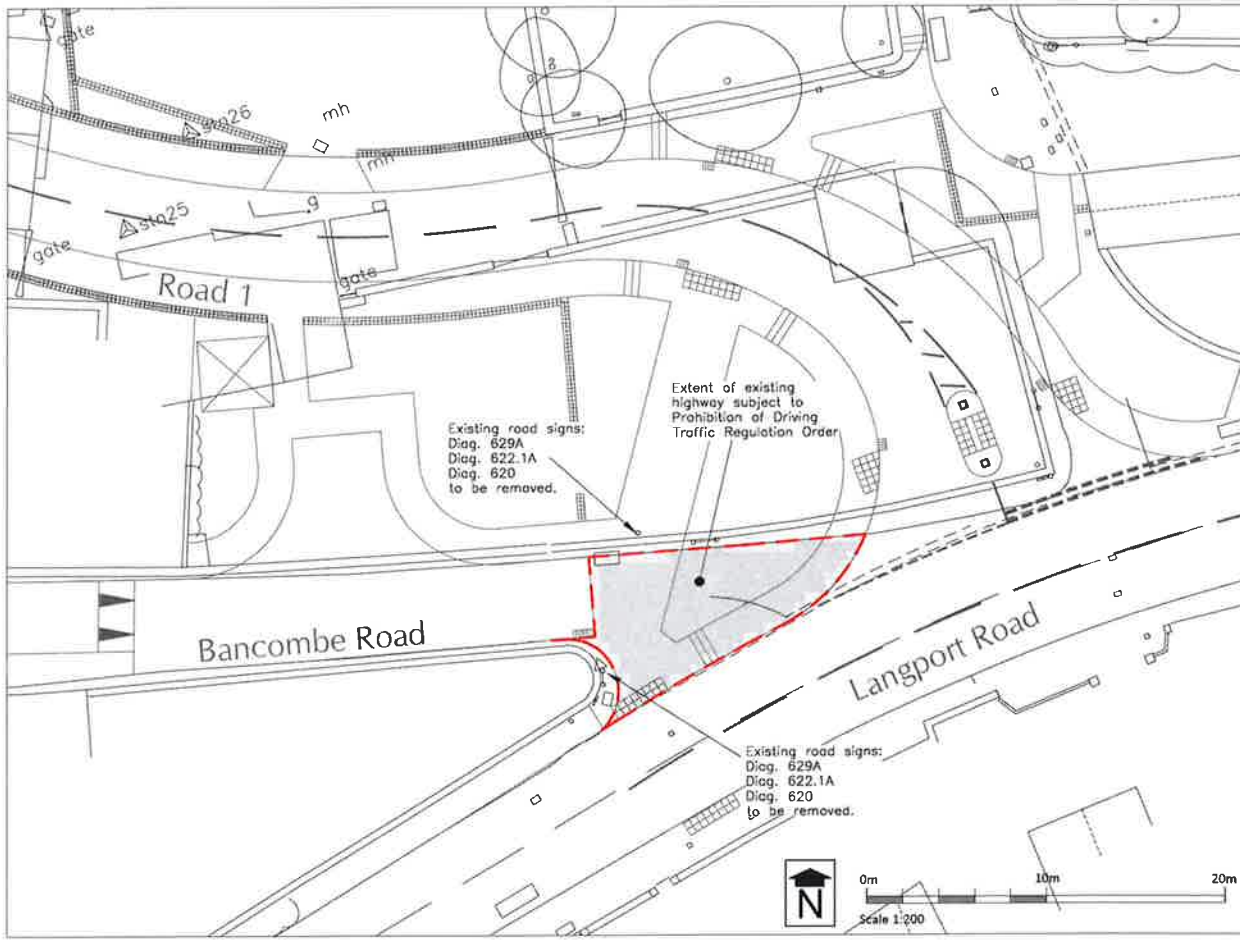 gate
stn26
mh
mh
stn25
g
gate
gate
Road 1
Extent of existing
highway subject to
Prohibition of Driving
Traffic Regulation Order
Existing road signs:
Diag. 629A
Diag. 622.1A
Diag. 620
to be removed.
Bancombe Road
Langport Road
Existing road signs:
Diag. 629A
Diag. 622.1A
Diag. 620
to be removed.
N
0m 10m 20m
Scale 1:200